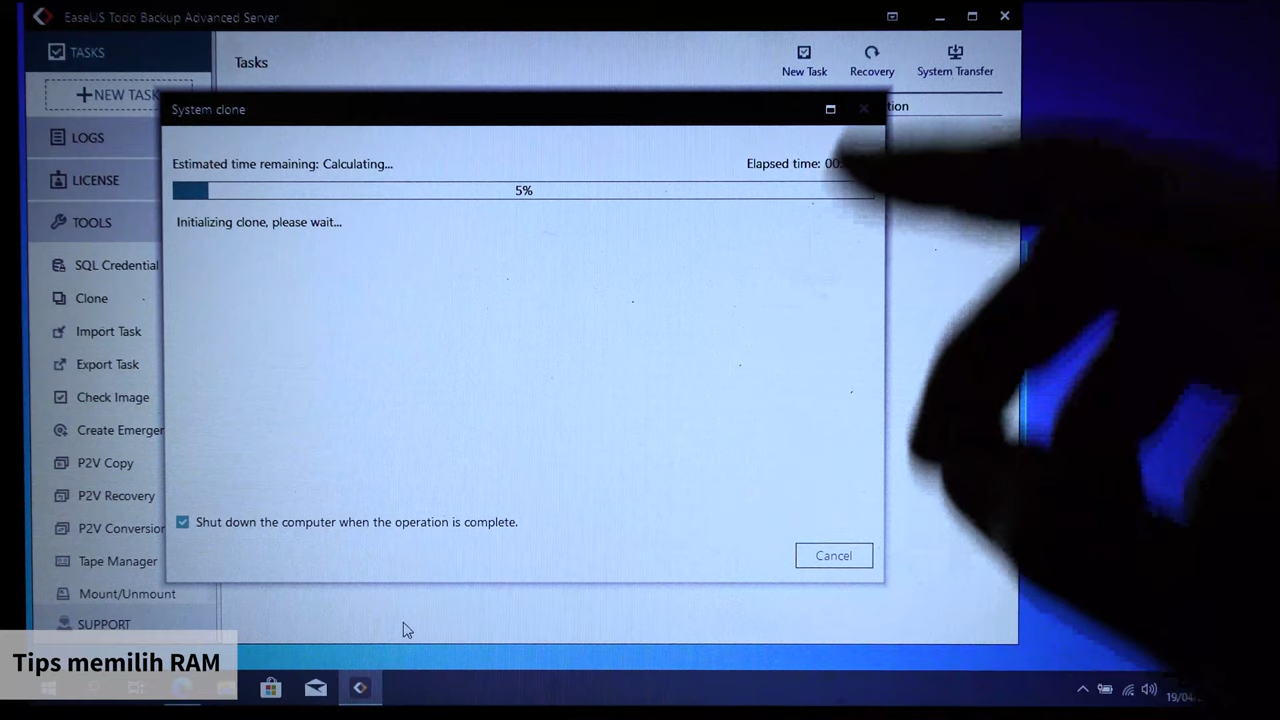 EaseUS Todo Backup Advanced Server
TASKS
Tasks
New Task
Recovery
System Transfer
NEW TASK
LOGS
LICENSE
TOOLS
SQL Credential
Clone
Import Task
Export Task
Check Image
P2V Copy
P2V Recovery
P2V Conversion
Tape Manager
Mount/Unmount
SUPPORT
System clone
Estimated time remaining: Calculating...
Elapsed time: 00
5%
Initializing clone, please wait...
Shut down the computer when the operation is complete.
Cancel
Tips memilih RAM
19/04